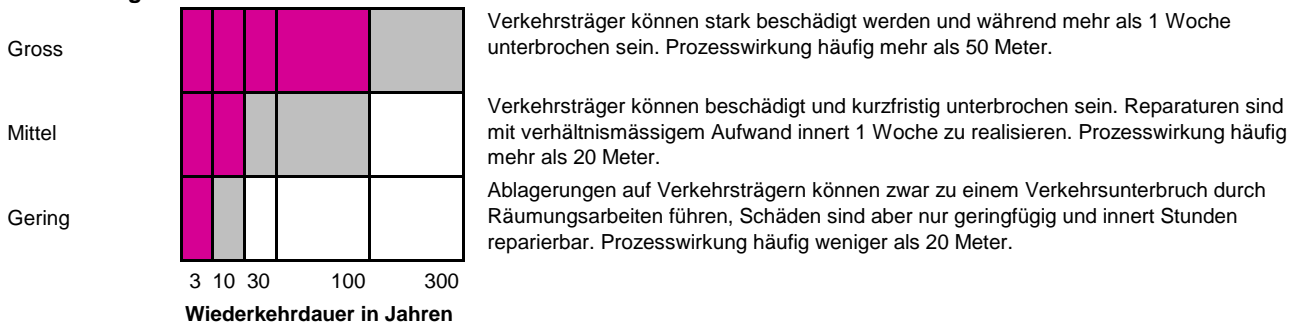 Verkehrsträger können stark beschädigt werden und während mehr als 1 Woche
Gross
unterbrochen sein. Prozesswirkung häufig mehr als 50 Meter.
Verkehrsträger können beschädigt und kurzfristig unterbrochen sein. Reparaturen sind
Mittel
mit verhältnismässigem Aufwand innert 1 Woche zu realisieren. Prozesswirkung häufig
mehr als 20 Meter.
Ablagerungen auf Verkehrsträgern können zwar zu einem Verkehrsunterbruch durch
Gering
Räumungsarbeiten führen, Schäden sind aber nur geringfügig und innert Stunden
reparierbar. Prozesswirkung häufig weniger als 20 Meter.
3 10 30 100 300
Wiederkehrdauer in Jahren